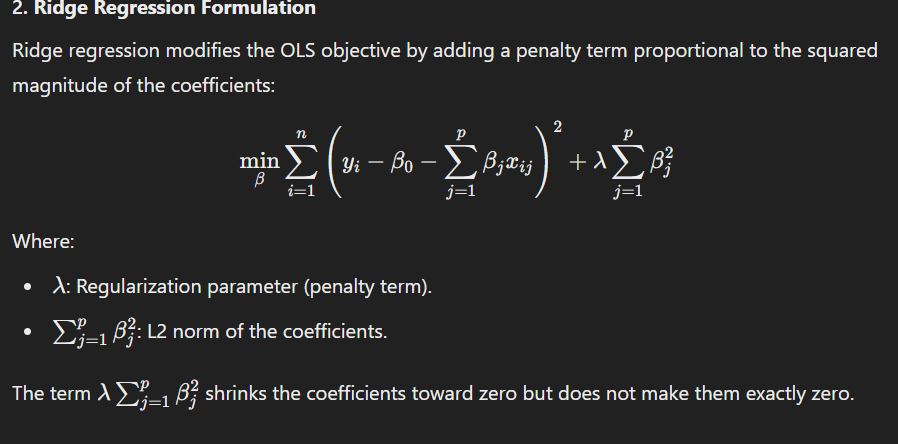 2. Ridge Regression Formulation
Ridge regression modifies the OLS objective by adding a penalty term proportional to the squared
magnitude of the coefficients:
$$\min_{\beta} \sum_{i=1}^{n} \left( y_i - \beta_0 - \sum_{j=1}^{p} \beta_j x_{ij} \right)^2 + \lambda \sum_{j=1}^{p} \beta_j^2$$
Where:
• $\lambda$: Regularization parameter (penalty term).
• $\sum_{j=1}^{p} \beta_j^2$: L2 norm of the coefficients.
The term $\lambda \sum_{j=1}^{p} \beta_j^2$ shrinks the coefficients toward zero but does not make them exactly zero.